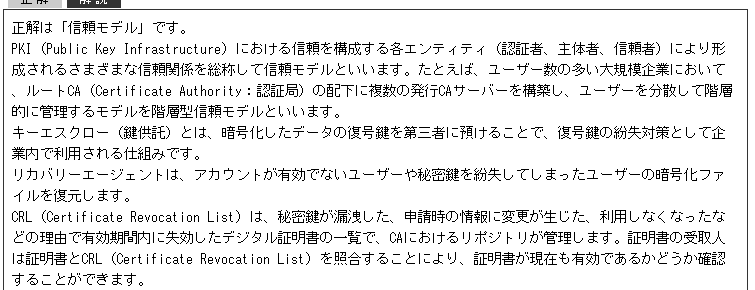 正解 解説
正解は「信頼モデル」です。
PKI（Public Key Infrastructure）における信頼を構成する各エンティティ（認証者、主体者、信頼者）により形
成されるさまざまな信頼関係を総称して信頼モデルといいます。たとえば、ユーザー数の多い大規模企業において
、ルートCA（Certificate Authority：認証局）の配下に複数の発行CAサーバーを構築し、ユーザーを分散して階層
的に管理するモデルを階層型信頼モデルといいます。
キーエスクロー（鍵供託）とは、暗号化したデータの復号鍵を第三者に預けることで、復号鍵の紛失対策として企
業内で利用される仕組みです。
リカバリーエージェントは、アカウントが有効でないユーザーや秘密鍵を紛失してしまったユーザーの暗号化ファ
イルを復元します。
CRL（Certificate Revocation List）は、秘密鍵が漏洩した、申請時の情報に変更が生じた、利用しなくなったな
どの理由で有効期間内に失効したデジタル証明書の一覧で、CAにおけるリポジトリが管理します。証明書の受取人
は証明書とCRL（Certificate Revocation List）を照合することにより、証明書が現在も有効であるかどうか確認
することができます。